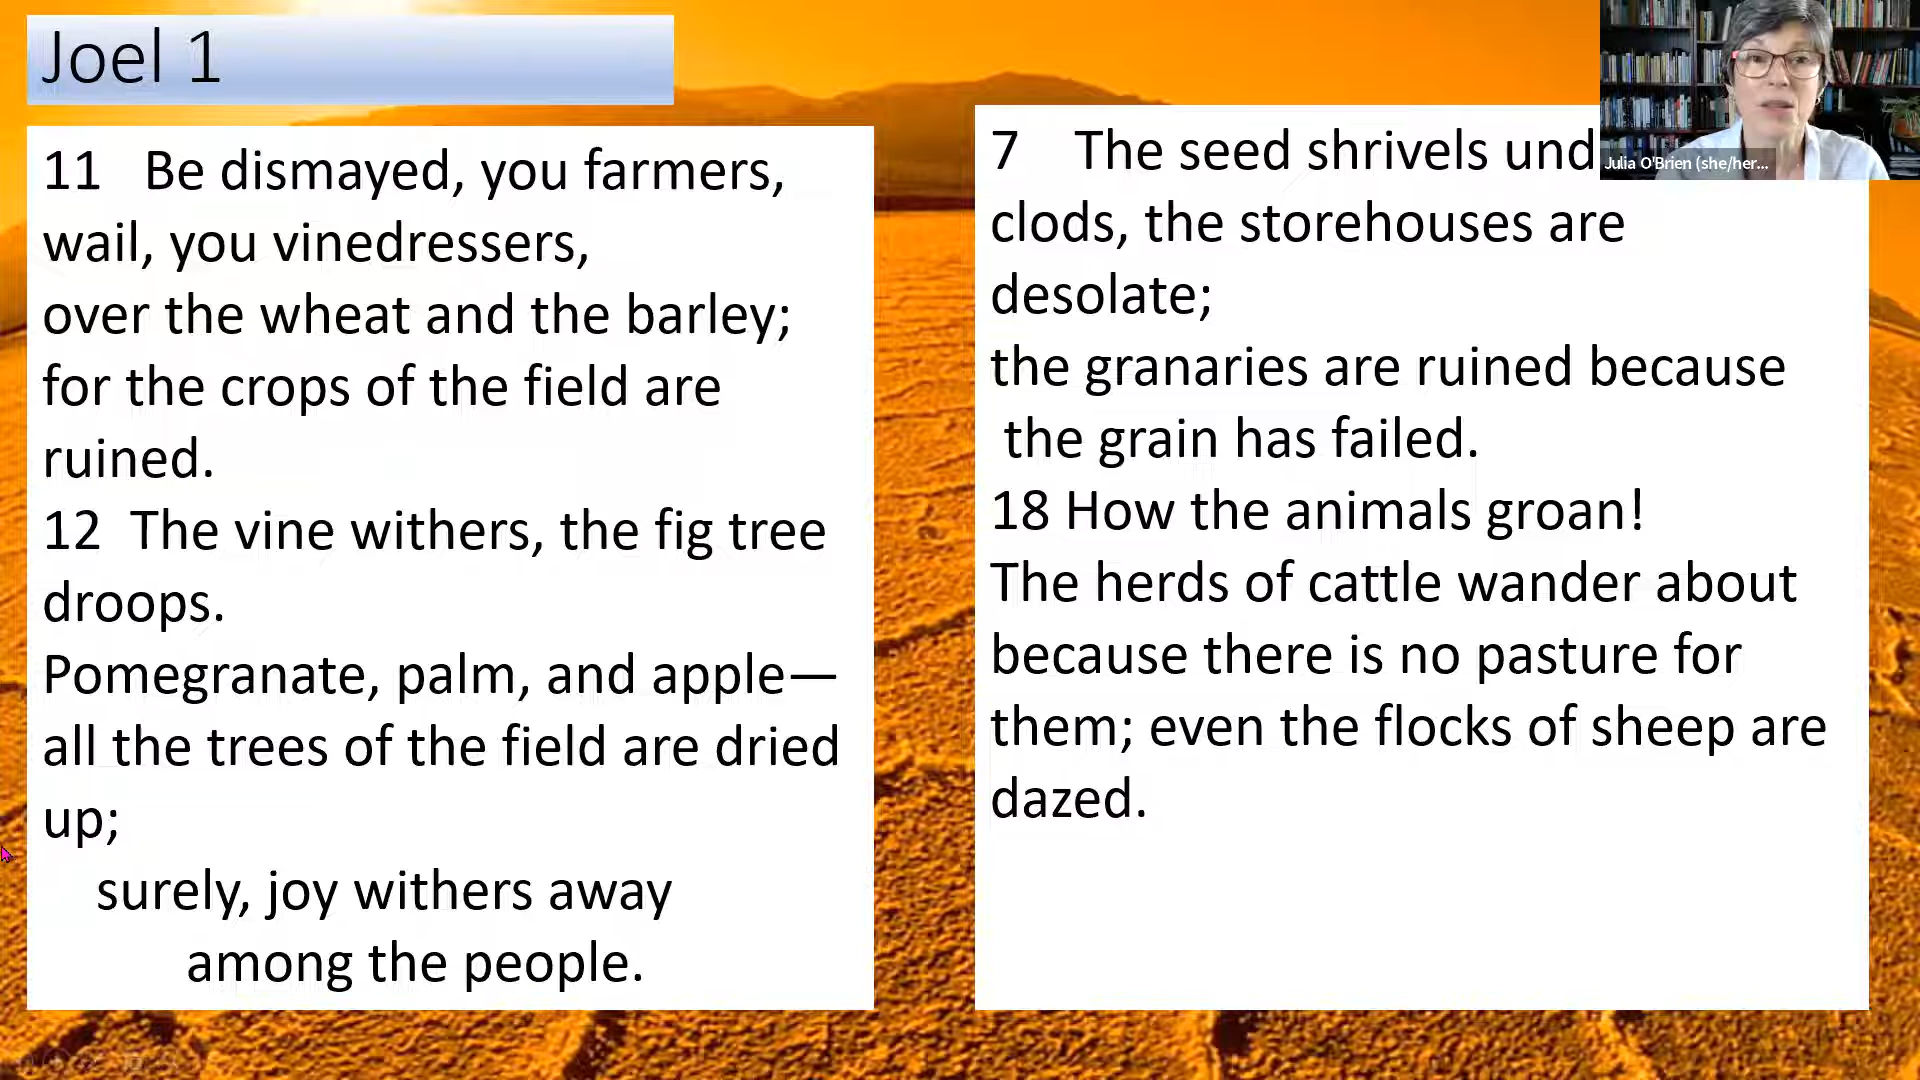 Joel 1
11 Be dismayed, you farmers,
wail, you vinedressers,
over the wheat and the barley;
for the crops of the field are
ruined.
12 The vine withers, the fig tree
droops.
Pomegranate, palm, and apple—
all the trees of the field are dried
up;
surely, joy withers away
among the people.
7 The seed shrivels und
clods, the storehouses are
desolate;
the granaries are ruined because
the grain has failed.
18 How the animals groan!
The herds of cattle wander about
because there is no pasture for
them; even the flocks of sheep are
dazed.
Julia O'Brien (she/her...